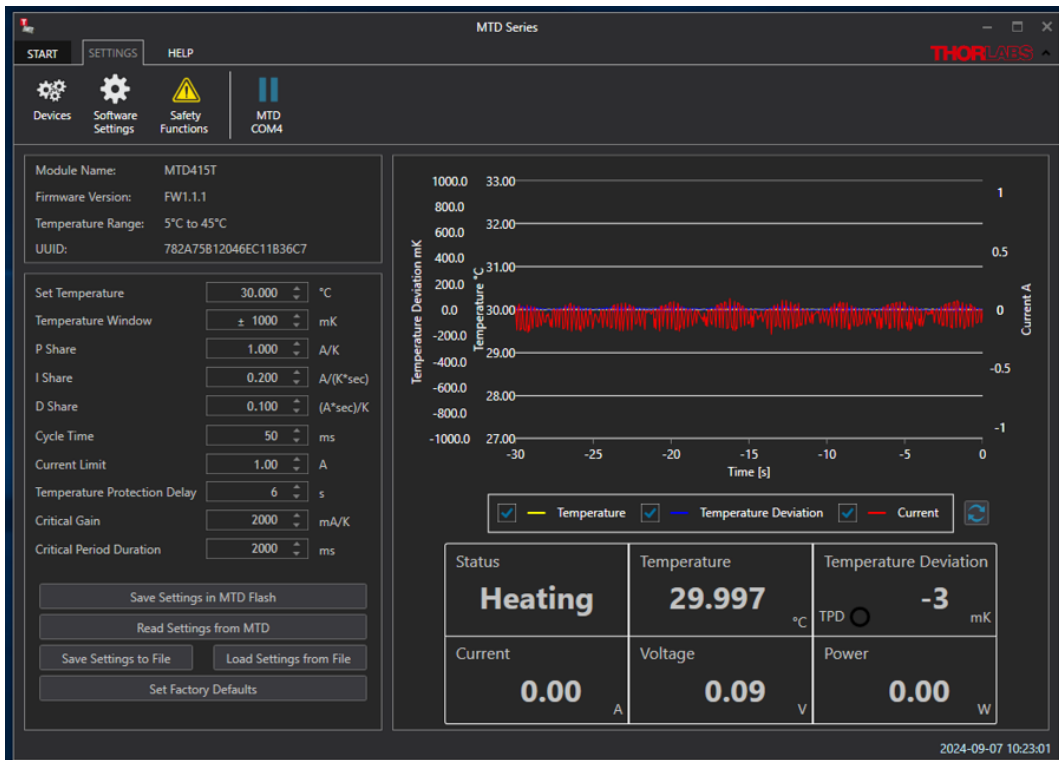 MTD Series
START SETTINGS HELP
THORLABS
Devices
Software Settings
Safety Functions
MTD COM4
Module Name: MTD415T
Firmware Version: FW1.1.1
Temperature Range: 5°C to 45°C
UUID: 782A75B12046EC11B36C7
Set Temperature 30.000 °C
Temperature Window ± 1000 mK
P Share 1.000 A/K
I Share 0.200 A/(K*sec)
D Share 0.100 (A*sec)/K
Cycle Time 50 ms
Current Limit 1.00 A
Temperature Protection Delay 6 s
Critical Gain 2000 mA/K
Critical Period Duration 2000 ms
Save Settings in MTD Flash
Read Settings from MTD
Save Settings to File Load Settings from File
Set Factory Defaults
Temperature Deviation mK
1000.0
800.0
600.0
400.0
200.0
0.0
-200.0
-400.0
-600.0
-800.0
-1000.0
Temperature °C
33.00
32.00
31.00
30.00
29.00
28.00
27.00
1
0.5
0
-0.5
-1
Current A
-30 -25 -20 -15 -10 -5 0
Time [s]
Temperature Temperature Deviation Current
Status
Heating
Temperature
29.997 °C
Temperature Deviation
TPD -3 mK
Current
0.00 A
Voltage
0.09 V
Power
0.00 W
2024-09-07 10:23:01